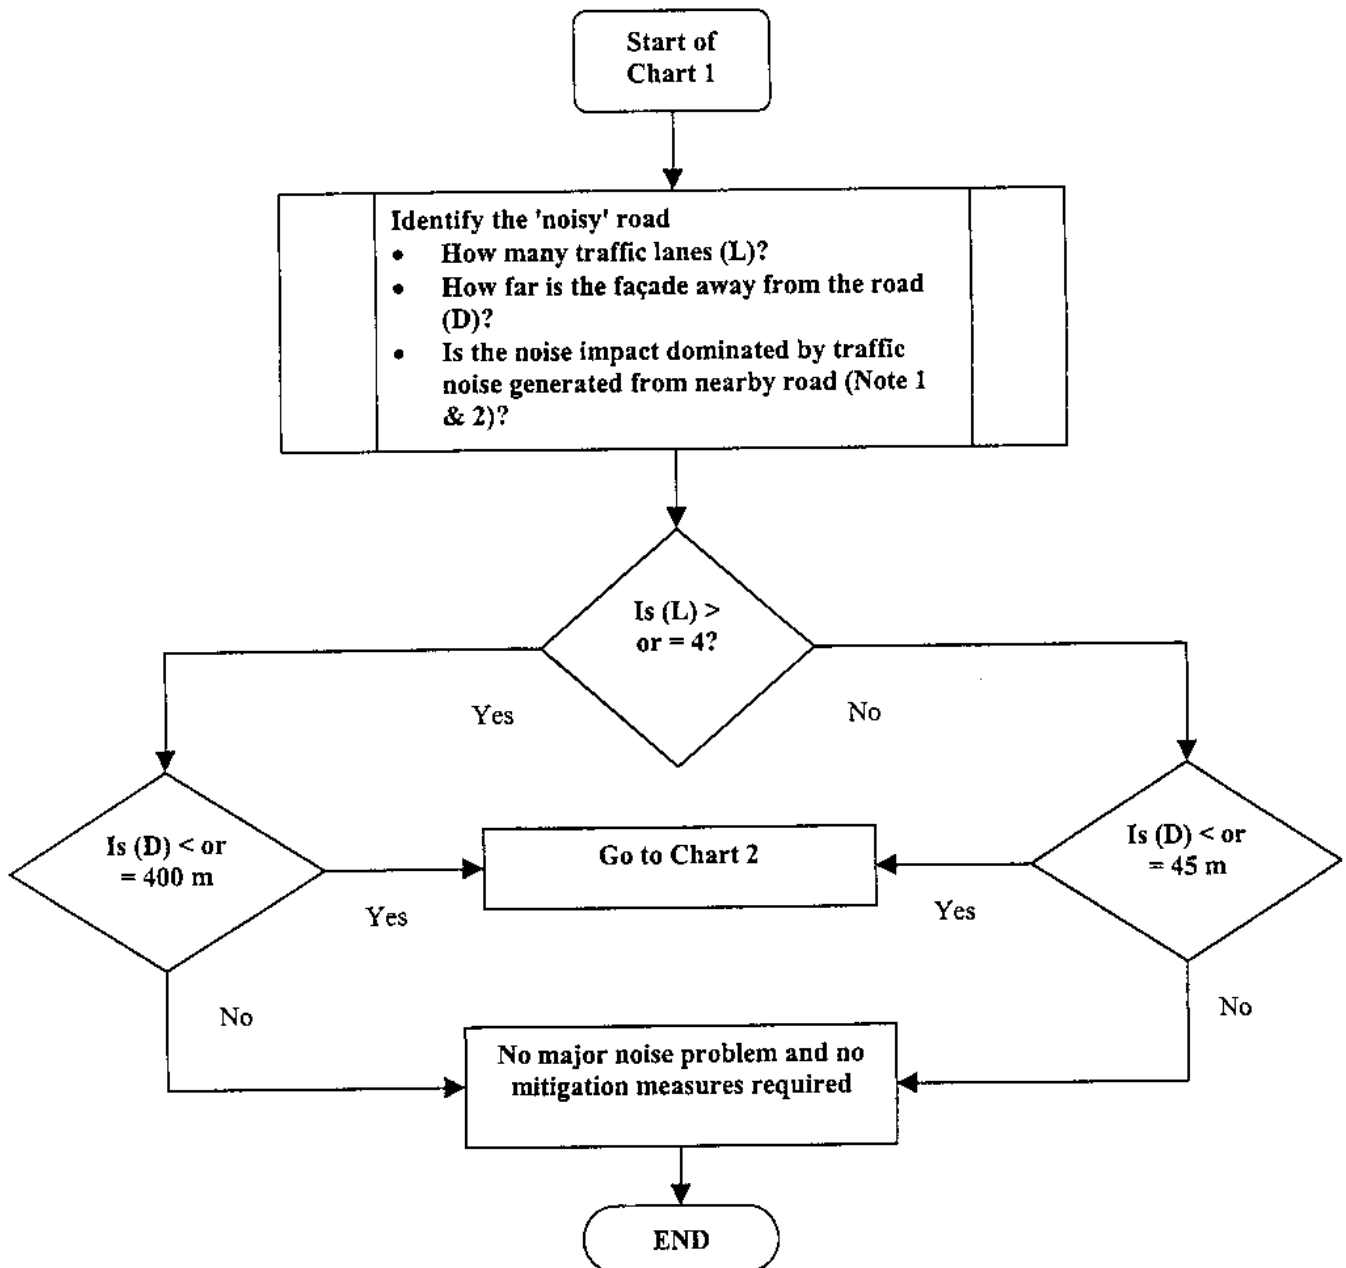 Start of
Chart 1
Identify the 'noisy' road
• How many traffic lanes (L)?
• How far is the façade away from the road
(D)?
• Is the noise impact dominated by traffic
noise generated from nearby road (Note 1
& 2)?
Is (L) >
or = 4?
Yes
No
Is (D) < or
= 400 m
Go to Chart 2
Is (D) < or
= 45 m
Yes
Yes
No
No
No major noise problem and no
mitigation measures required
END